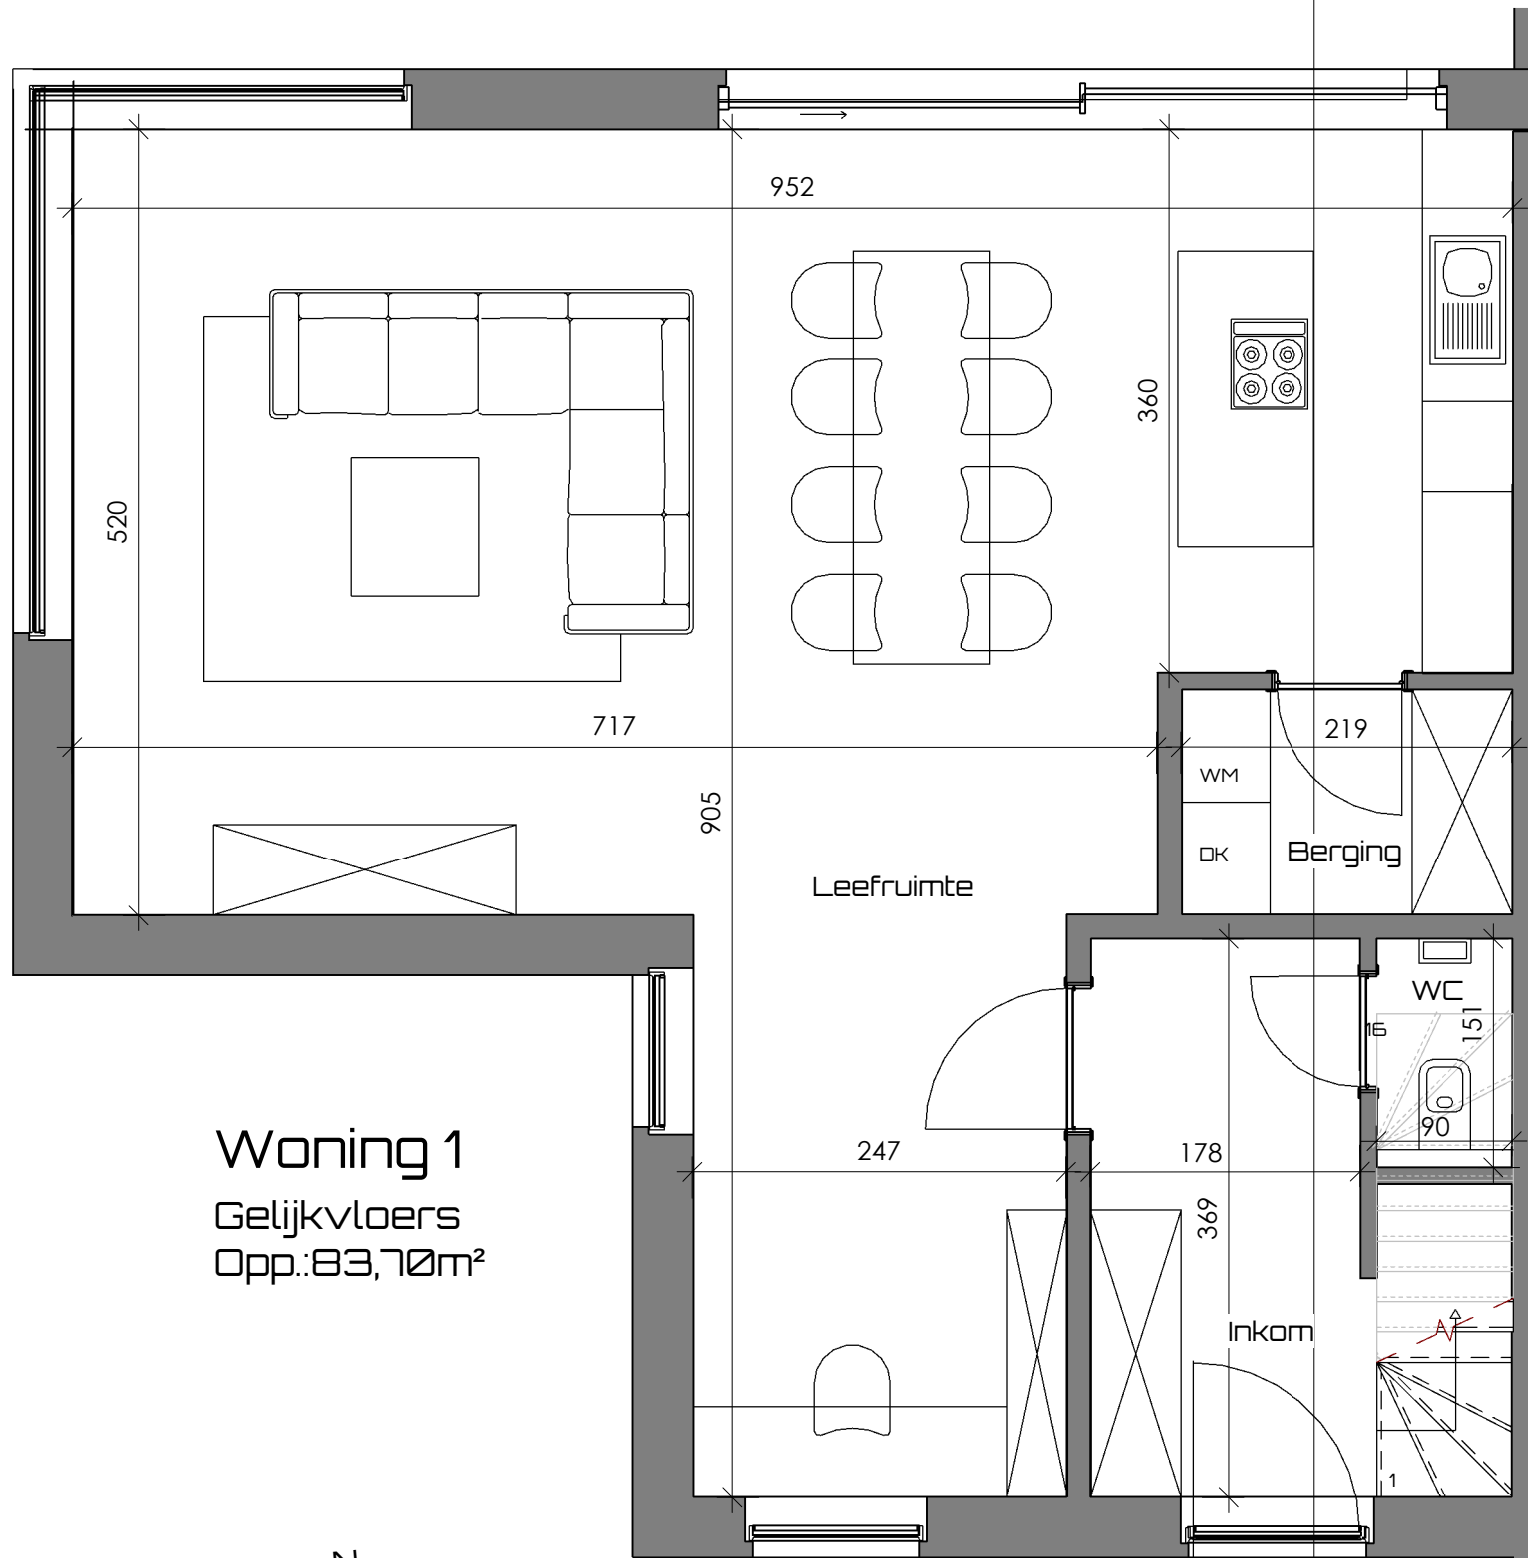 952
360
520
717
219
WM
905
DK
Berging
Leefruimte
WC
151
16
90
Woning 1
247
178
Gelijkvloers
369
Opp.:83,70m²
Inkom
1
N